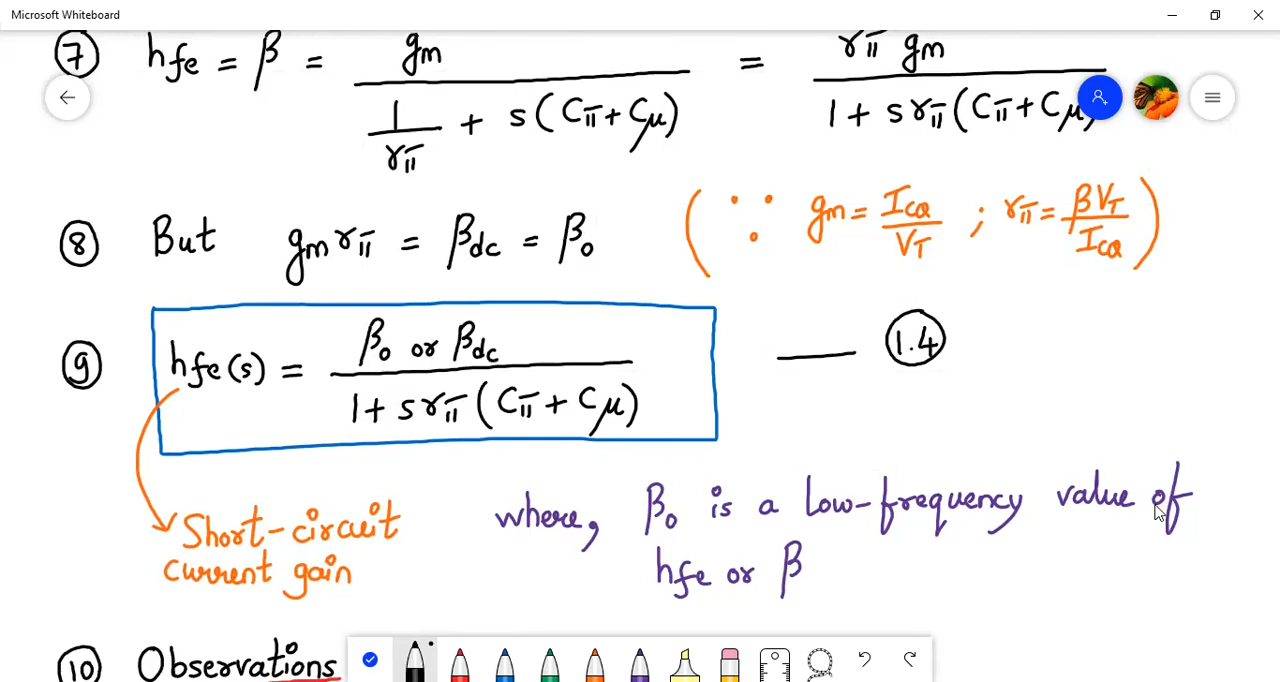 Microsoft Whiteboard
⑦ hfe = β = gm / (1/rπ + s(Cπ + Cμ)) = rπ gm / (1 + s rπ (Cπ + Cμ)
⑧ But gm rπ = βdc = β₀ (∵ gm = ICQ/VT ; rπ = βVT/ICQ)
⑨ hfe(s) = β₀ or βdc / (1 + s rπ (Cπ + Cμ)) —— 1.4
Short-circuit
current gain
where, β₀ is a low-frequency value of
hfe or β
⑩ Observations